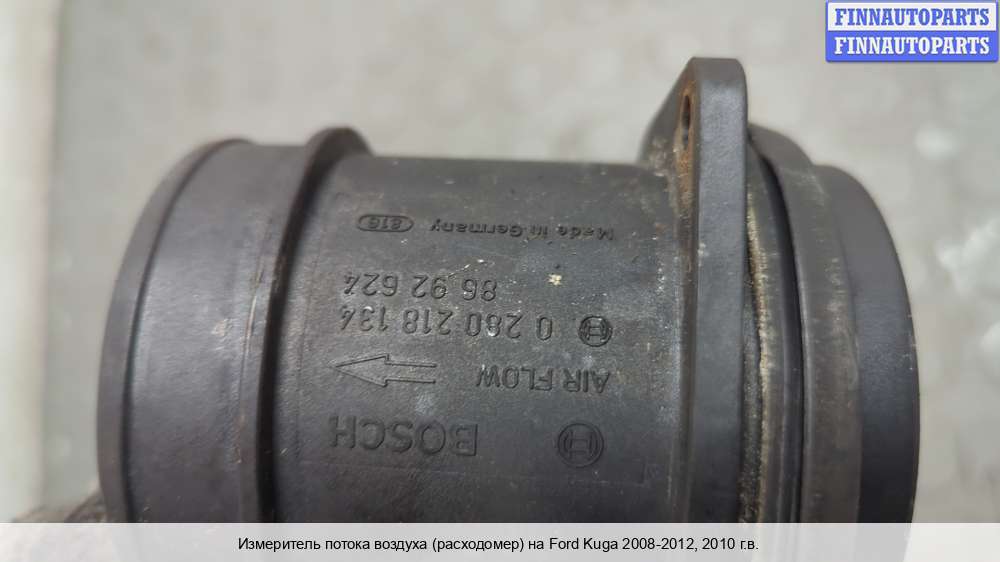 FINNAUTOPARTS
FINNAUTOPARTS
BOSCH
AIR FLOW
0 280 218 134
86 92 624
Made in Germany 816
Измеритель потока воздуха (расходомер) на Ford Kuga 2008-2012, 2010 г.в.